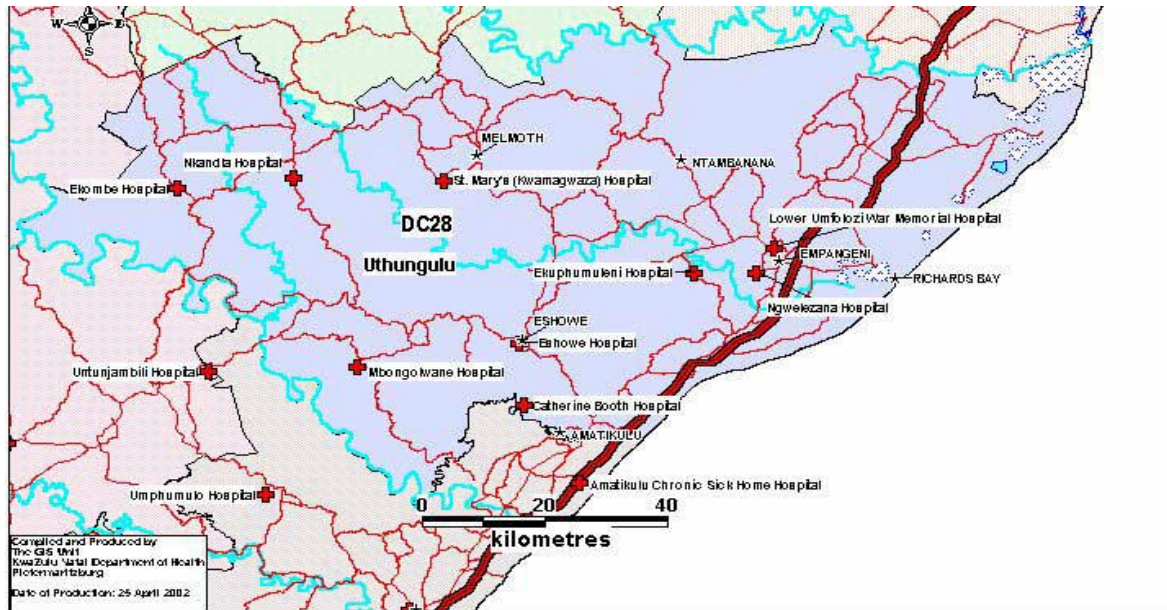 N
W E
S
MELMOTH
Nkandla Hospital
NTAMBANANA
Ekombe Hospital
St. Mary's (Kwamagwaza) Hospital
DC28
Lower Umfolozi War Memorial Hospital
Uthungulu
EMPANGENI
Ekuphumuleni Hospital
RICHARDS BAY
Ngwelezana Hospital
ESHOWE
Eshowe Hospital
Untunjambili Hospital
Mbongolwane Hospital
Catherine Booth Hospital
AMATIKULU
Amatikulu Chronic Sick Home Hospital
Umphumulo Hospital
0 20 40
kilometres
Compiled and Produced by
The GIS Unit
KwaZulu Natal Department of Health
Pietermaritzburg
Date of Production: 25 April 2002